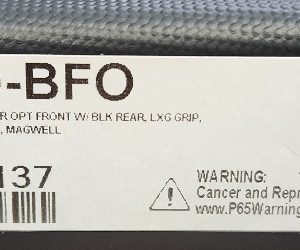 -BFO
R OPT FRONT W/ BLK REAR, LXG GRIP,
, MAGWELL
137
WARNING:
Cancer and Repr
www.P65Warning